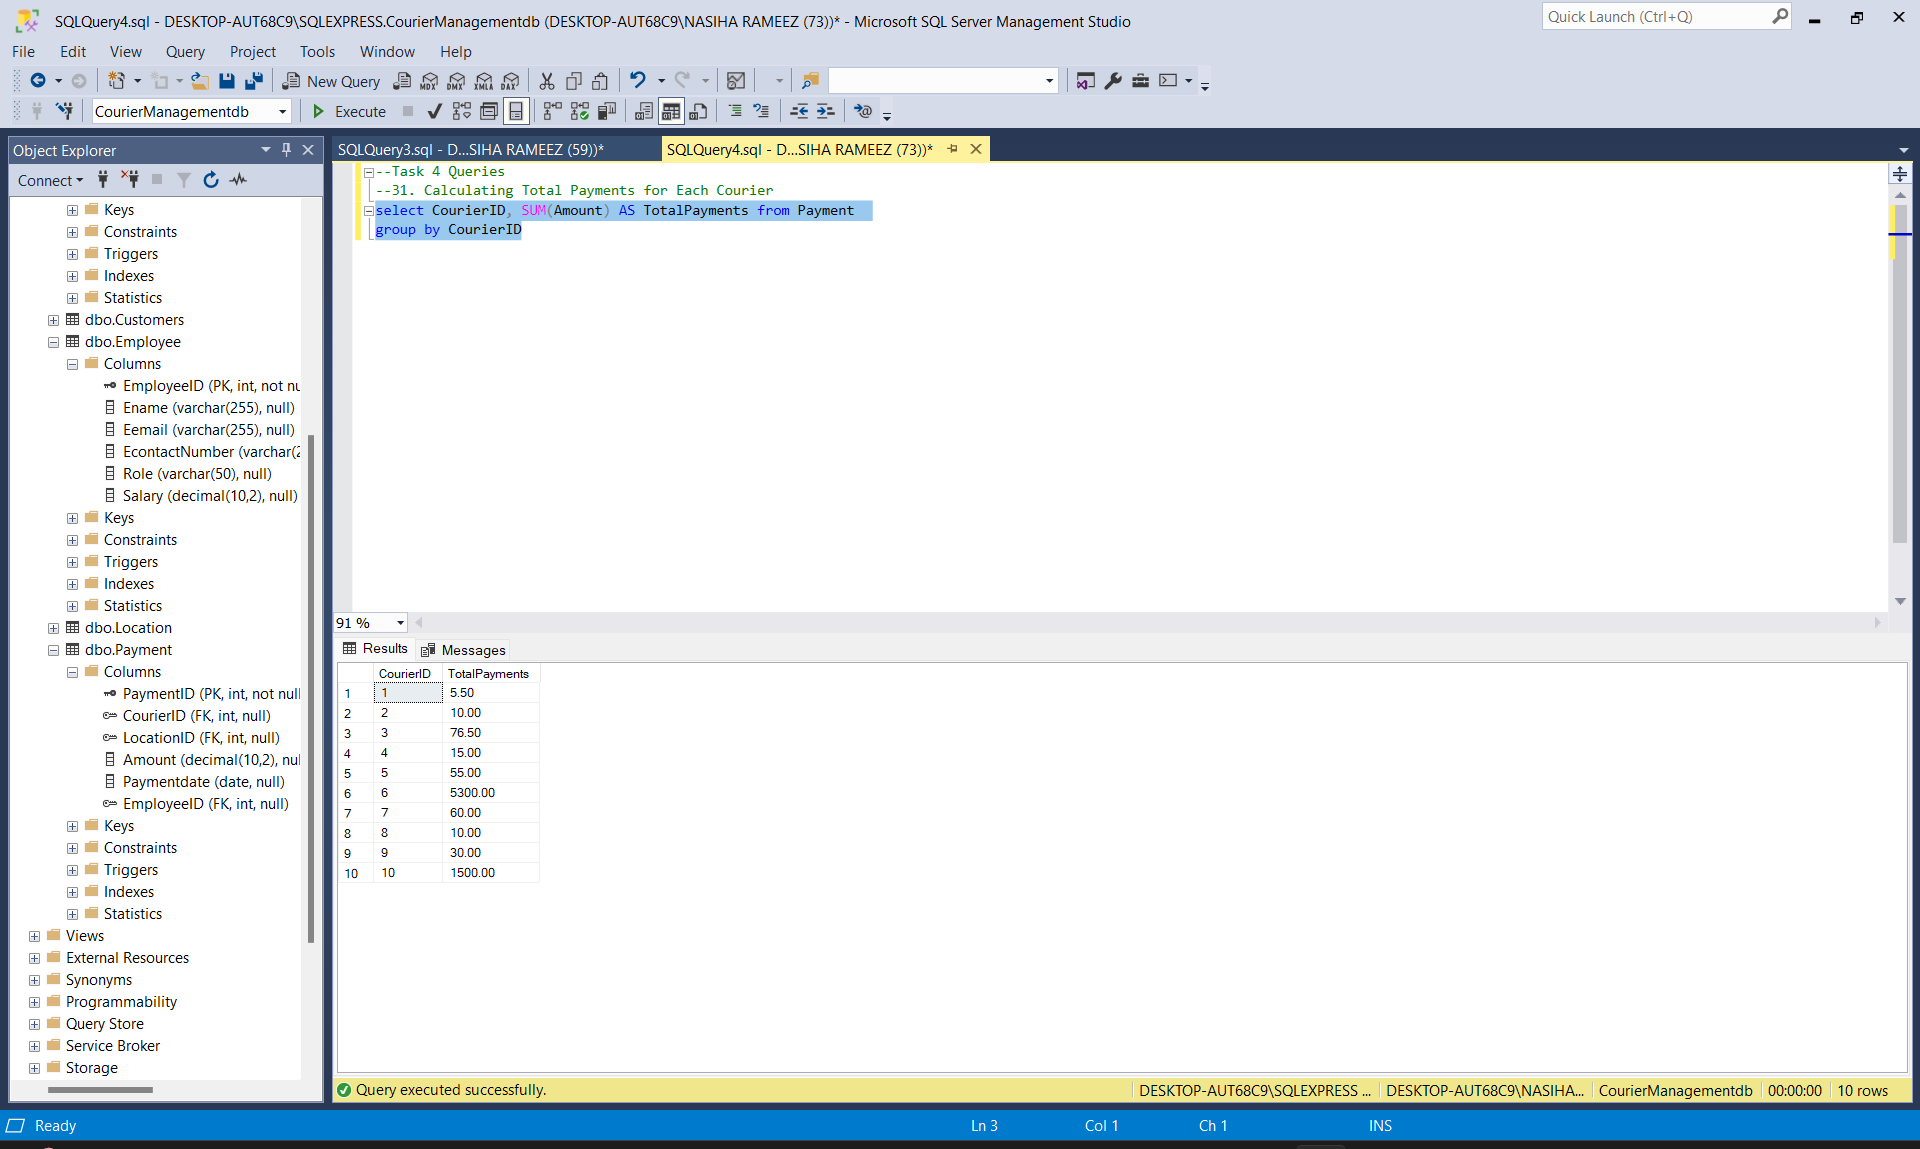 SQLQuery4.sql - DESKTOP-AUT68C9\SQLEXPRESS.CourierManagementdb (DESKTOP-AUT68C9\NASIHA RAMEEZ (73))* - Microsoft SQL Server Management Studio
Quick Launch (Ctrl+Q)
File Edit View Query Project Tools Window Help
New Query
MDX DMX XMLA DAX
CourierManagementdb
Execute
Object Explorer
Connect
Keys
Constraints
Triggers
Indexes
Statistics
dbo.Customers
dbo.Employee
Columns
EmployeeID (PK, int, not nu
Ename (varchar(255), null)
Eemail (varchar(255), null)
EcontactNumber (varchar(2
Role (varchar(50), null)
Salary (decimal(10,2), null)
Keys
Constraints
Triggers
Indexes
Statistics
dbo.Location
dbo.Payment
Columns
PaymentID (PK, int, not null
CourierID (FK, int, null)
LocationID (FK, int, null)
Amount (decimal(10,2), nul
Paymentdate (date, null)
EmployeeID (FK, int, null)
Keys
Constraints
Triggers
Indexes
Statistics
Views
External Resources
Synonyms
Programmability
Query Store
Service Broker
Storage
SQLQuery3.sql - D...SIHA RAMEEZ (59))*
SQLQuery4.sql - D...SIHA RAMEEZ (73))*
--Task 4 Queries
--31. Calculating Total Payments for Each Courier
select CourierID, SUM(Amount) AS TotalPayments from Payment
group by CourierID
91 %
Results Messages
CourierID TotalPayments
1 1 5.50
2 2 10.00
3 3 76.50
4 4 15.00
5 5 55.00
6 6 5300.00
7 7 60.00
8 8 10.00
9 9 30.00
10 10 1500.00
Query executed successfully.
DESKTOP-AUT68C9\SQLEXPRESS ... DESKTOP-AUT68C9\NASIHA... CourierManagementdb 00:00:00 10 rows
Ready
Ln 3 Col 1 Ch 1 INS